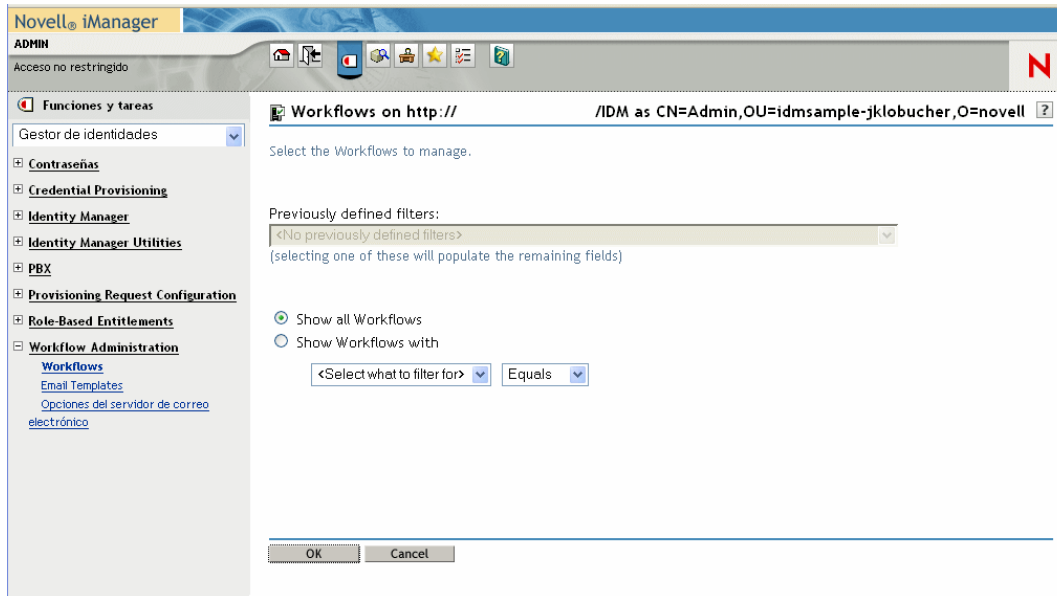 Novell® iManager
ADMIN
Acceso no restringido
N
Funciones y tareas
Gestor de identidades
Contraseñas
Credential Provisioning
Identity Manager
Identity Manager Utilities
PBX
Provisioning Request Configuration
Role-Based Entitlements
Workflow Administration
Workflows
Email Templates
Opciones del servidor de correo
electrónico
Workflows on http:// /IDM as CN=Admin,OU=idmsample-jklobucher,O=novell ?
Select the Workflows to manage.
Previously defined filters:
<No previously defined filters>
(selecting one of these will populate the remaining fields)
Show all Workflows
Show Workflows with
<Select what to filter for> Equals
OK Cancel